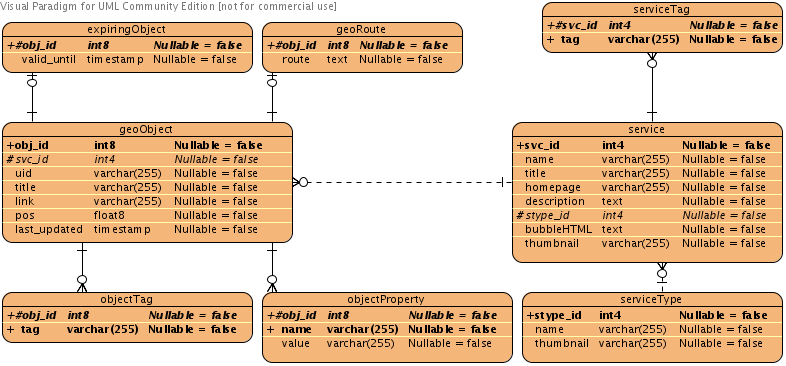 Visual Paradigm for UML Community Edition [not for commercial use]
expiringObject
+#obj_id int8 Nullable = false
valid_until timestamp Nullable = false
geoRoute
+#obj_id int8 Nullable = false
route text Nullable = false
serviceTag
+#svc_id int4 Nullable = false
+ tag varchar(255) Nullable = false
geoObject
+obj_id int8 Nullable = false
#svc_id int4 Nullable = false
uid varchar(255) Nullable = false
title varchar(255) Nullable = false
link varchar(255) Nullable = false
pos float8 Nullable = false
last_updated timestamp Nullable = false
service
+svc_id int4 Nullable = false
name varchar(255) Nullable = false
title varchar(255) Nullable = false
homepage varchar(255) Nullable = false
description text Nullable = false
#stype_id int4 Nullable = false
bubbleHTML text Nullable = false
thumbnail varchar(255) Nullable = false
objectTag
+#obj_id int8 Nullable = false
+ tag varchar(255) Nullable = false
objectProperty
+#obj_id int8 Nullable = false
+ name varchar(255) Nullable = false
value varchar(255) Nullable = false
serviceType
+stype_id int4 Nullable = false
name varchar(255) Nullable = false
thumbnail varchar(255) Nullable = false